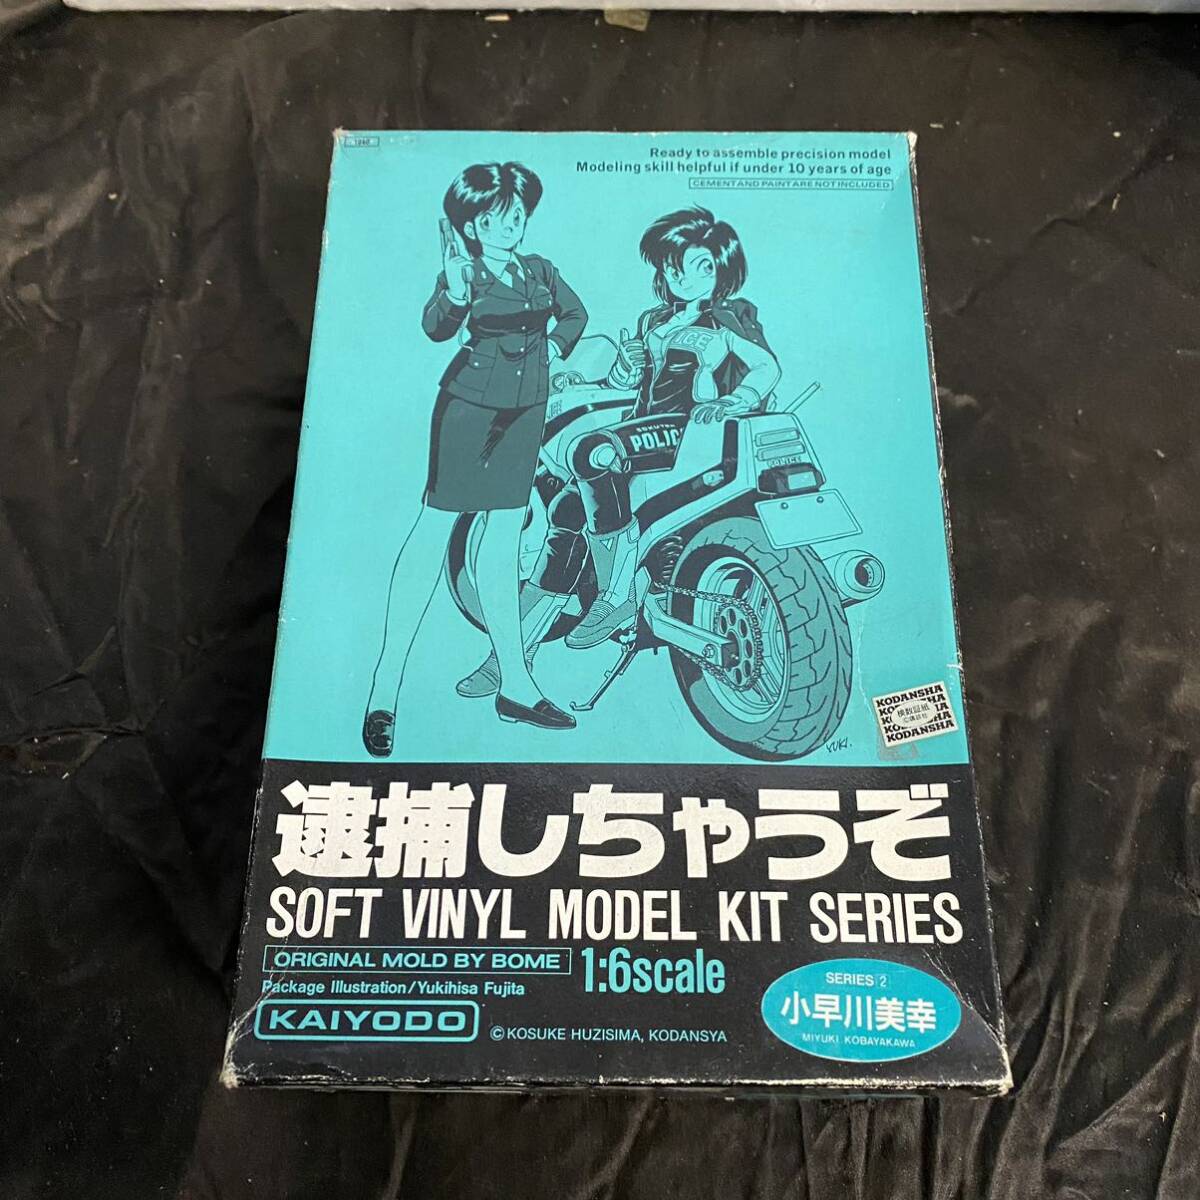 Ready to assemble precision model
Modeling skill helpful if under 10 years of age
CEMENT AND PAINT ARE NOT INCLUDED
POLICE
SOKUTEN
POLIC
YUKI.
KODANSHA
KODANSHA
KODANSHA
逮捕しちゃうぞ
SOFT VINYL MODEL KIT SERIES
ORIGINAL MOLD BY BOME
1:6scale
Package Illustration/Yukihisa Fujita
KAIYODO
©KOSUKE HUZISIMA, KODANSYA
SERIES 2
小早川美幸
MIYUKI KOBAYAKAWA